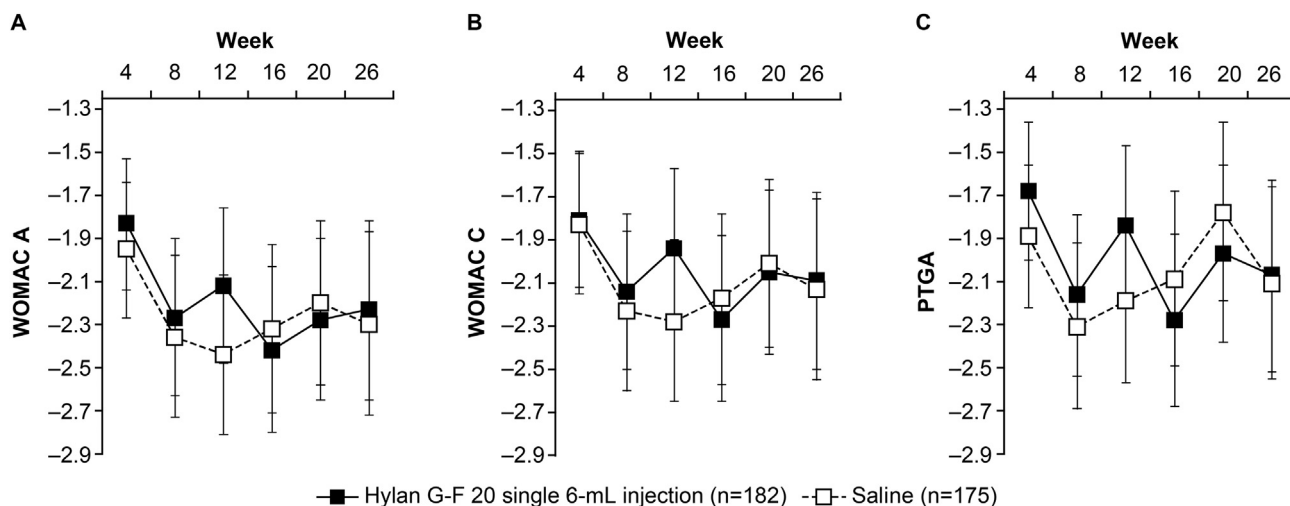 A
Week
4 8 12 16 20 26
–1.3
–1.5
–1.7
–1.9
–2.1
–2.3
–2.5
–2.7
–2.9
WOMAC A
B
Week
4 8 12 16 20 26
–1.3
–1.5
–1.7
–1.9
–2.1
–2.3
–2.5
–2.7
–2.9
WOMAC C
C
Week
4 8 12 16 20 26
–1.3
–1.5
–1.7
–1.9
–2.1
–2.3
–2.5
–2.7
–2.9
PTGA
Hylan G-F 20 single 6-mL injection (n=182) Saline (n=175)